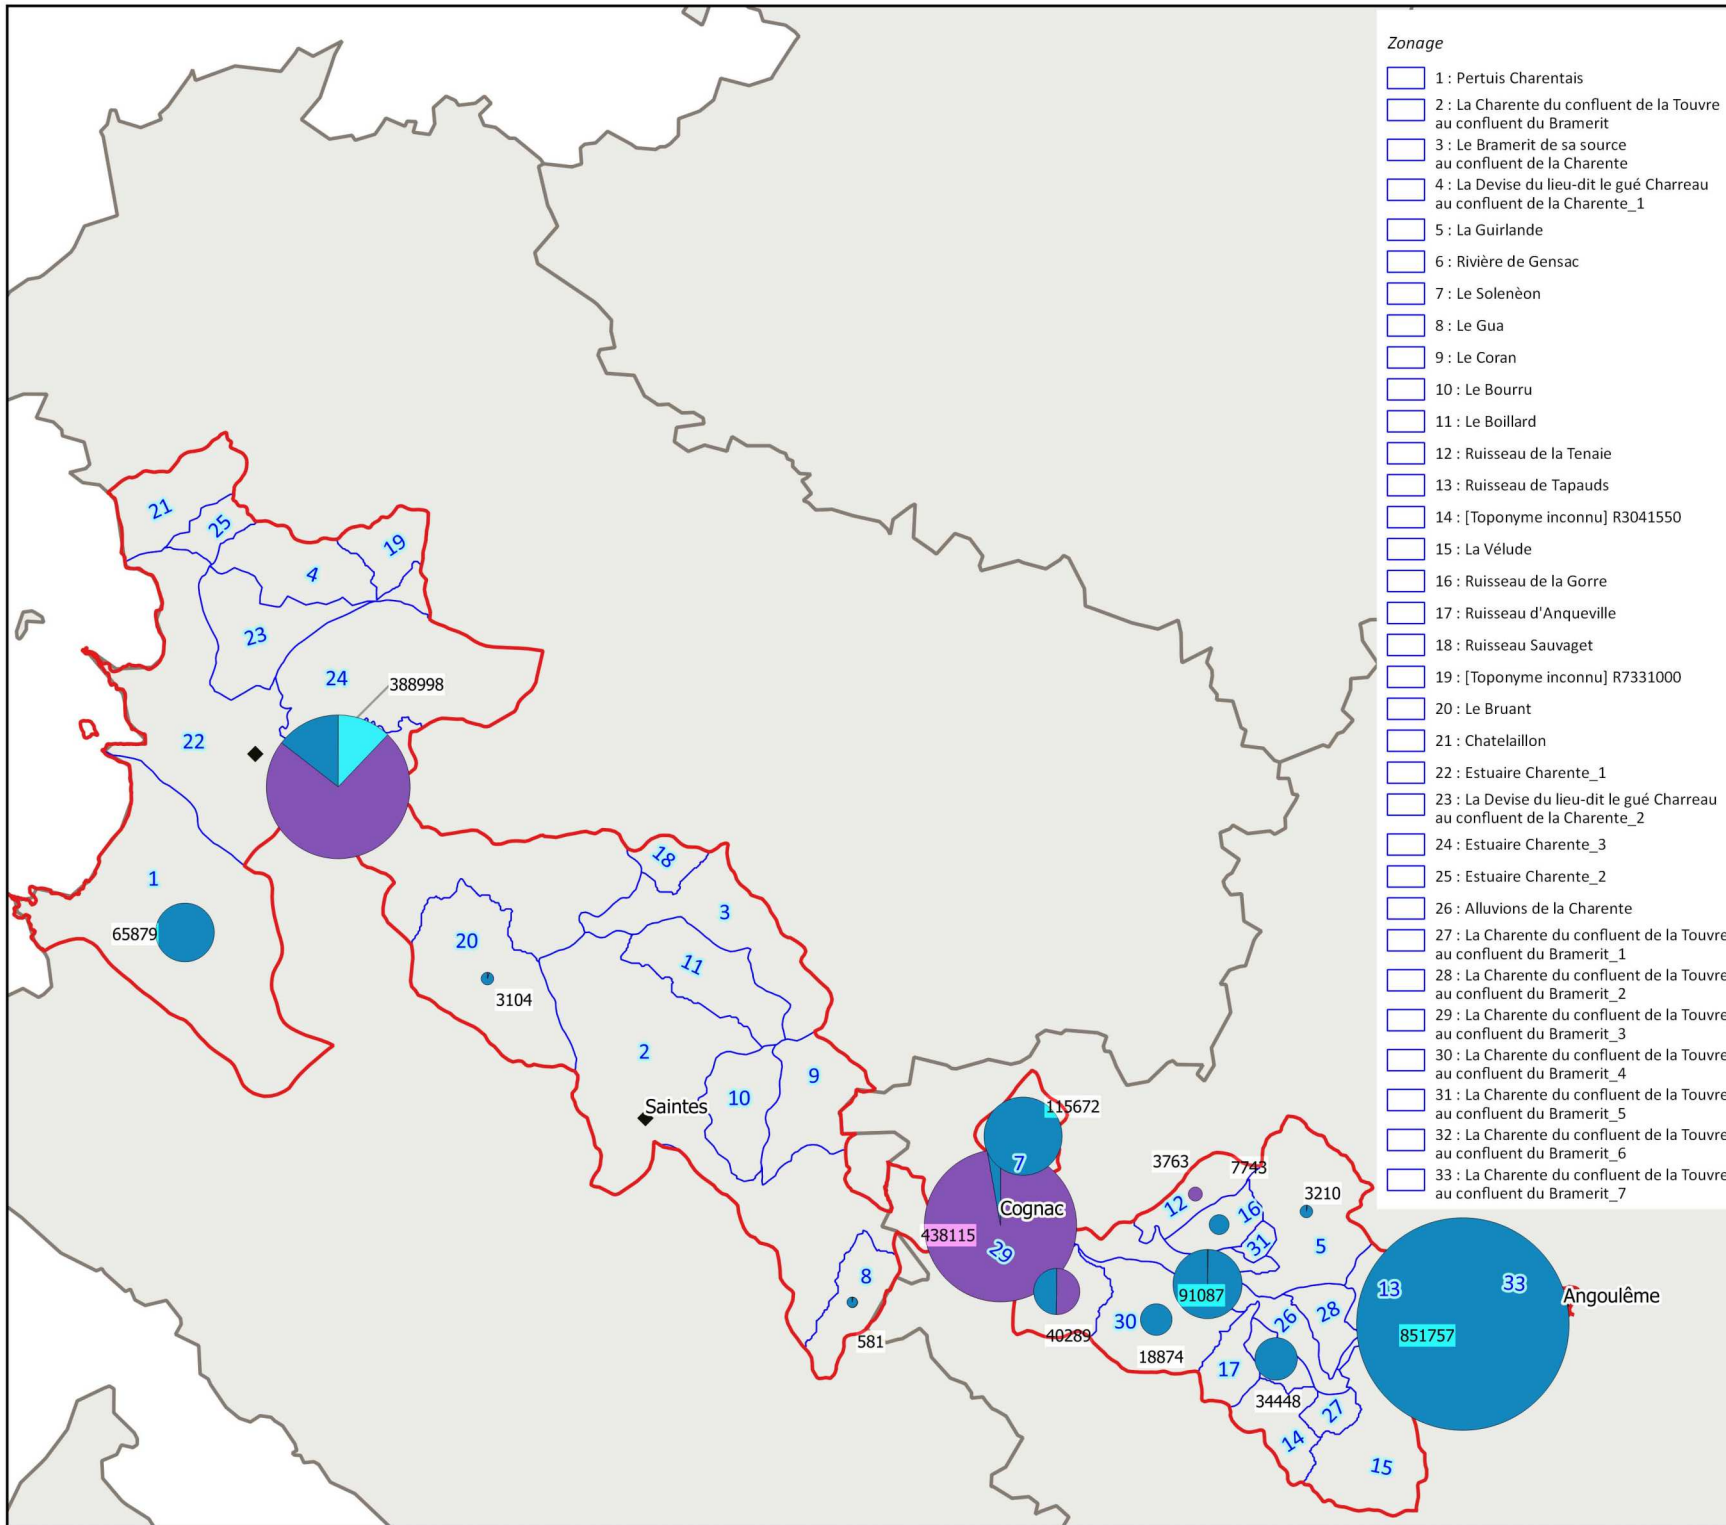 Zonage
1 : Pertuis Charentais
2 : La Charente du confluent de la Touvre
au confluent du Bramerit
3 : Le Bramerit de sa source
au confluent de la Charente
4 : La Devise du lieu-dit le gué Charreau
au confluent de la Charente_1
5 : La Guirlande
6 : Rivière de Gensac
7 : Le Solenèon
8 : Le Gua
9 : Le Coran
10 : Le Bourru
11 : Le Boillard
12 : Ruisseau de la Tenaie
13 : Ruisseau de Tapauds
14 : [Toponyme inconnu] R3041550
15 : La Vélude
16 : Ruisseau de la Gorre
17 : Ruisseau d'Anqueville
18 : Ruisseau Sauvaget
19 : [Toponyme inconnu] R7331000
20 : Le Bruant
21 : Chatelaillon
22 : Estuaire Charente_1
23 : La Devise du lieu-dit le gué Charreau
au confluent de la Charente_2
24 : Estuaire Charente_3
25 : Estuaire Charente_2
26 : Alluvions de la Charente
27 : La Charente du confluent de la Touvre
au confluent du Bramerit_1
28 : La Charente du confluent de la Touvre
au confluent du Bramerit_2
29 : La Charente du confluent de la Touvre
au confluent du Bramerit_3
30 : La Charente du confluent de la Touvre
au confluent du Bramerit_4
31 : La Charente du confluent de la Touvre
au confluent du Bramerit_5
32 : La Charente du confluent de la Touvre
au confluent du Bramerit_6
33 : La Charente du confluent de la Touvre
au confluent du Bramerit_7
21
25
19
4
23
24
388998
22
1
65879
18
3
20
11
3104
2
9
10
Saintes
115672
7
3763
7743
12
16
3210
Cognac
438115
29
31
5
8
13
33
91087
Angoulême
30
26
28
581
40289
18874
851757
17
34448
27
14
15